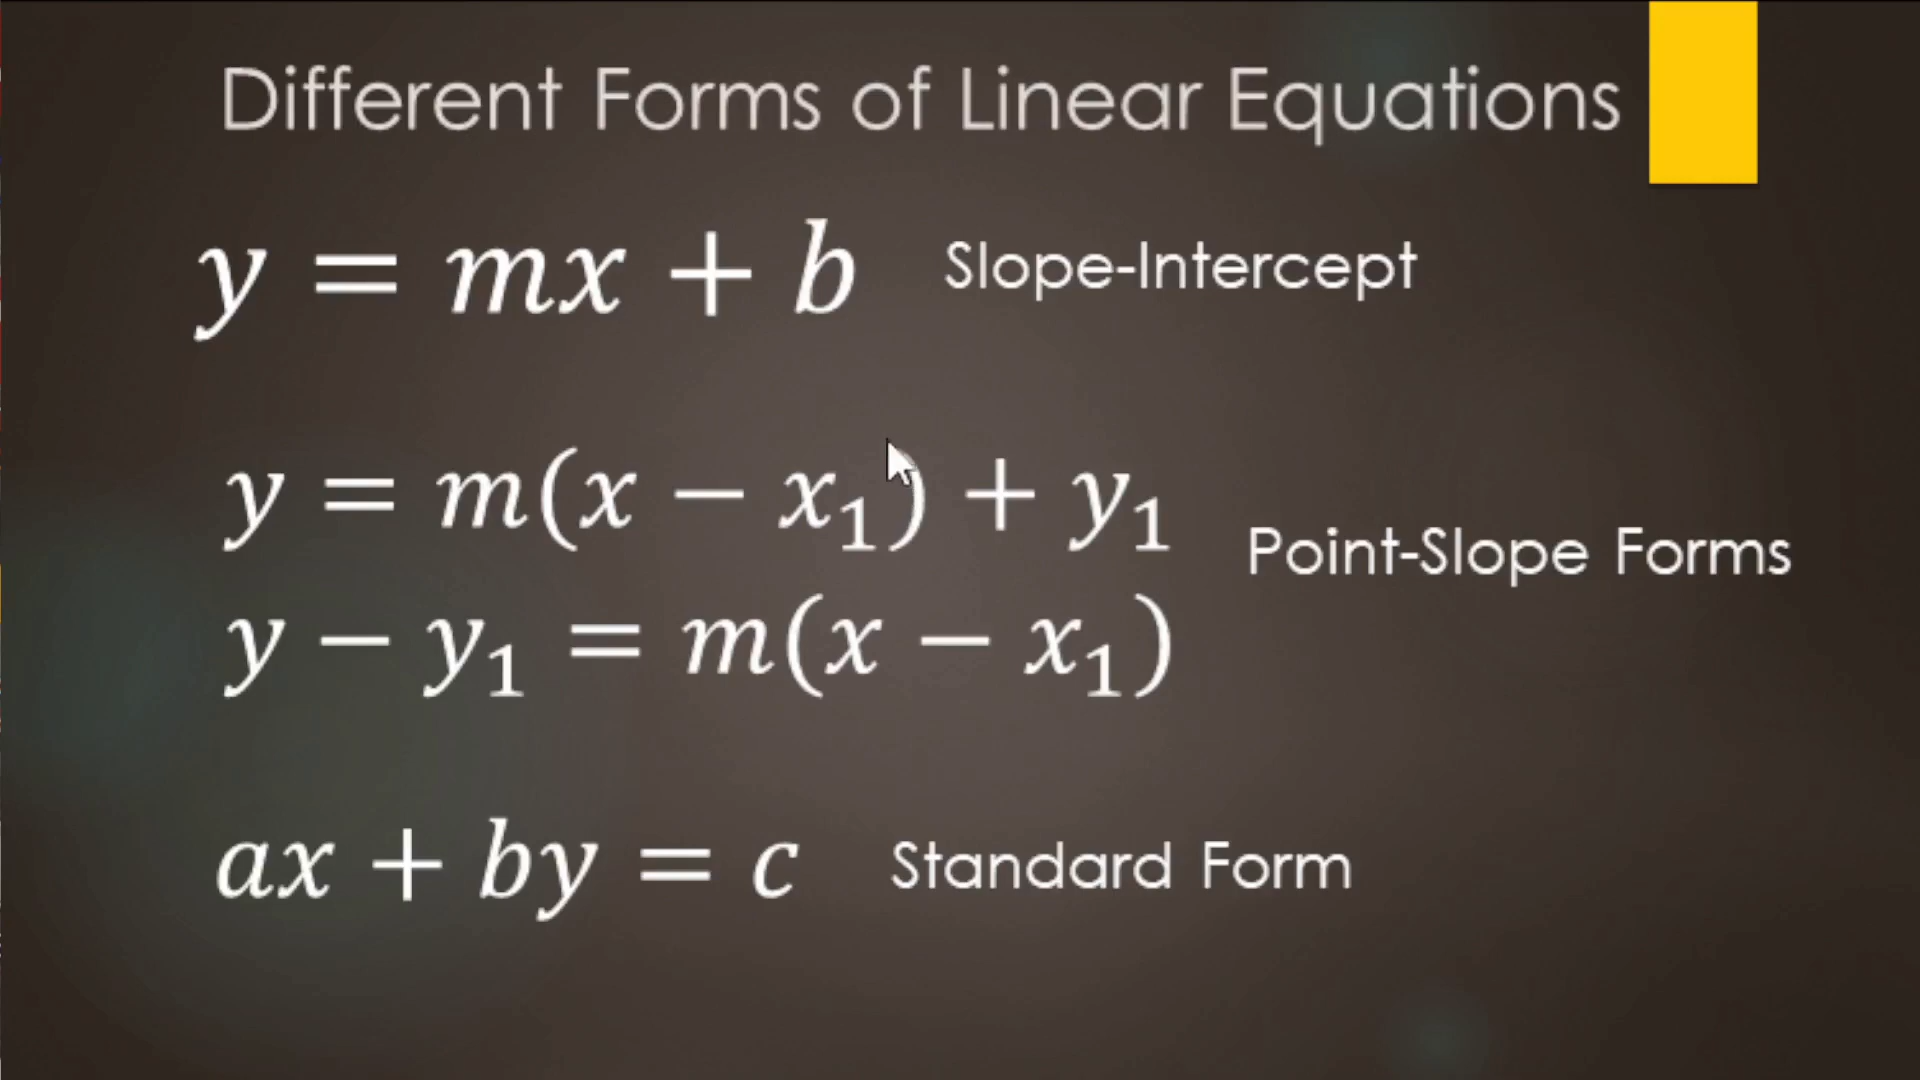 Different Forms of Linear Equations
y = mx + b Slope-Intercept
y = m(x − x₁) + y₁
Point-Slope Forms
y − y₁ = m(x − x₁)
ax + by = c Standard Form